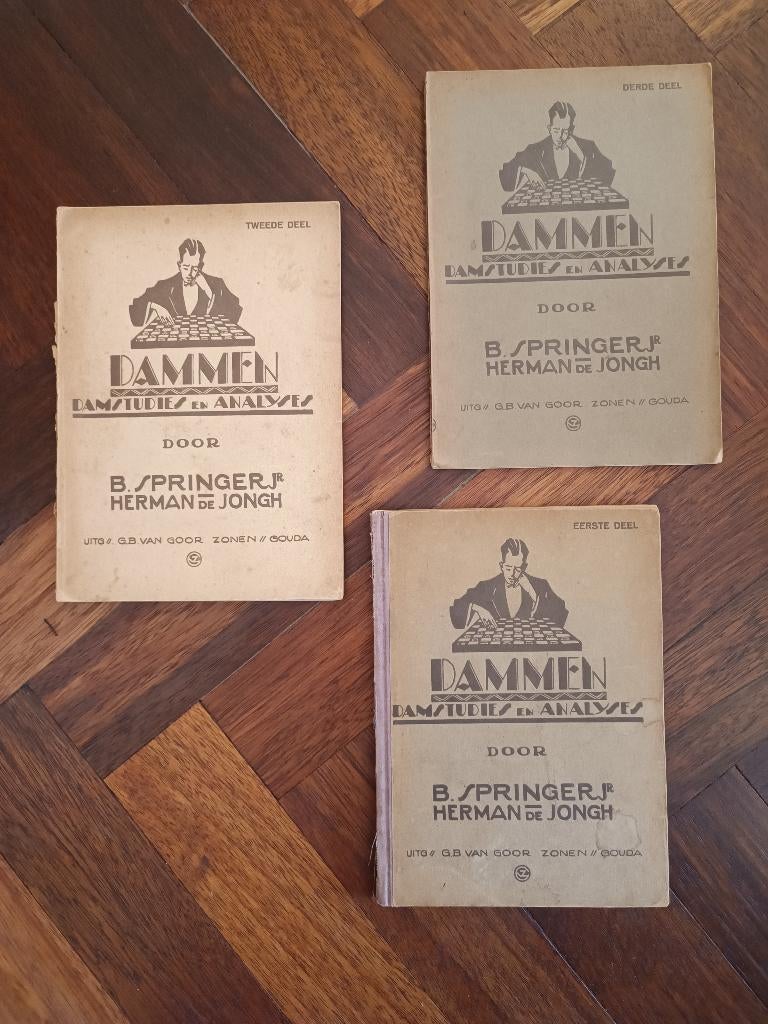 TWEEDE DEEL
DAMMEN
DAMSTUDIES EN ANALYSES
DOOR
B. SPRINGER JR
HERMAN DE JONGH
UITG // G.B. VAN GOOR ZONEN // GOUDA
DERDE DEEL
DAMMEN
DAMSTUDIES EN ANALYSES
DOOR
B. SPRINGER JR
HERMAN DE JONGH
UITG // G.B. VAN GOOR ZONEN // GOUDA
EERSTE DEEL
DAMMEN
DAMSTUDIES EN ANALYSES
DOOR
B. SPRINGER JR
HERMAN DE JONGH
UITG // G.B. VAN GOOR ZONEN // GOUDA